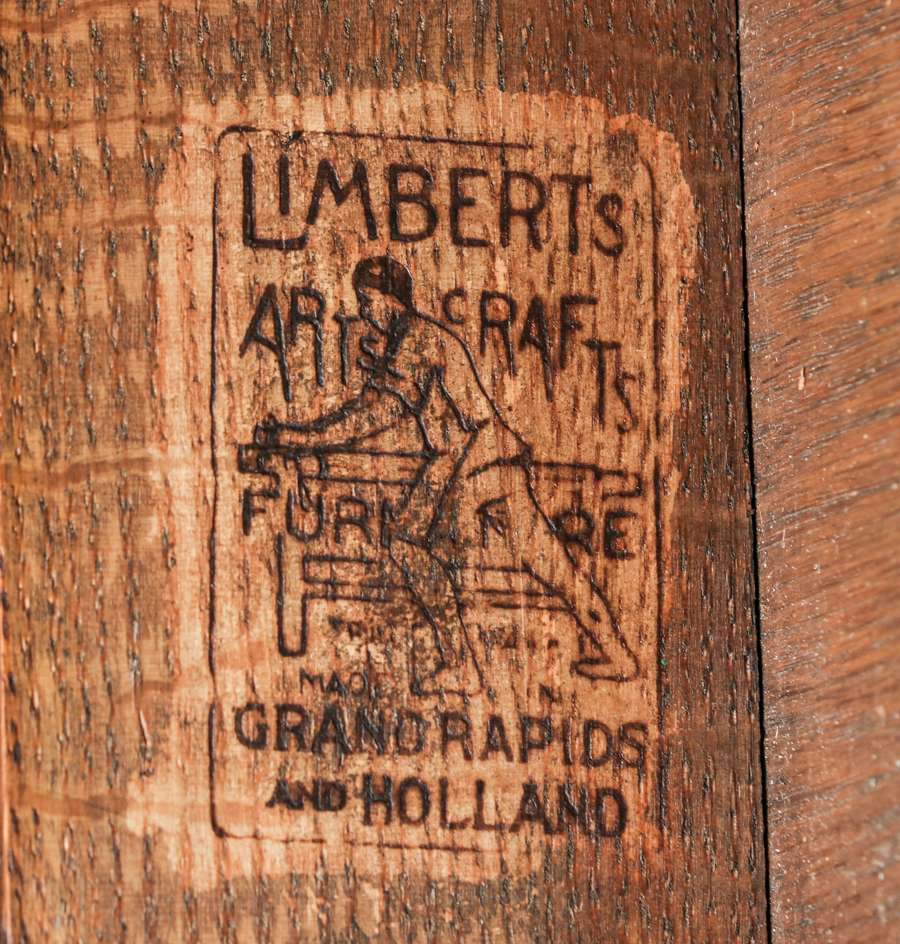 LIMBERTS
ARTS CRAFTS
FURNITURE
MADE IN
GRAND RAPIDS
AND HOLLAND